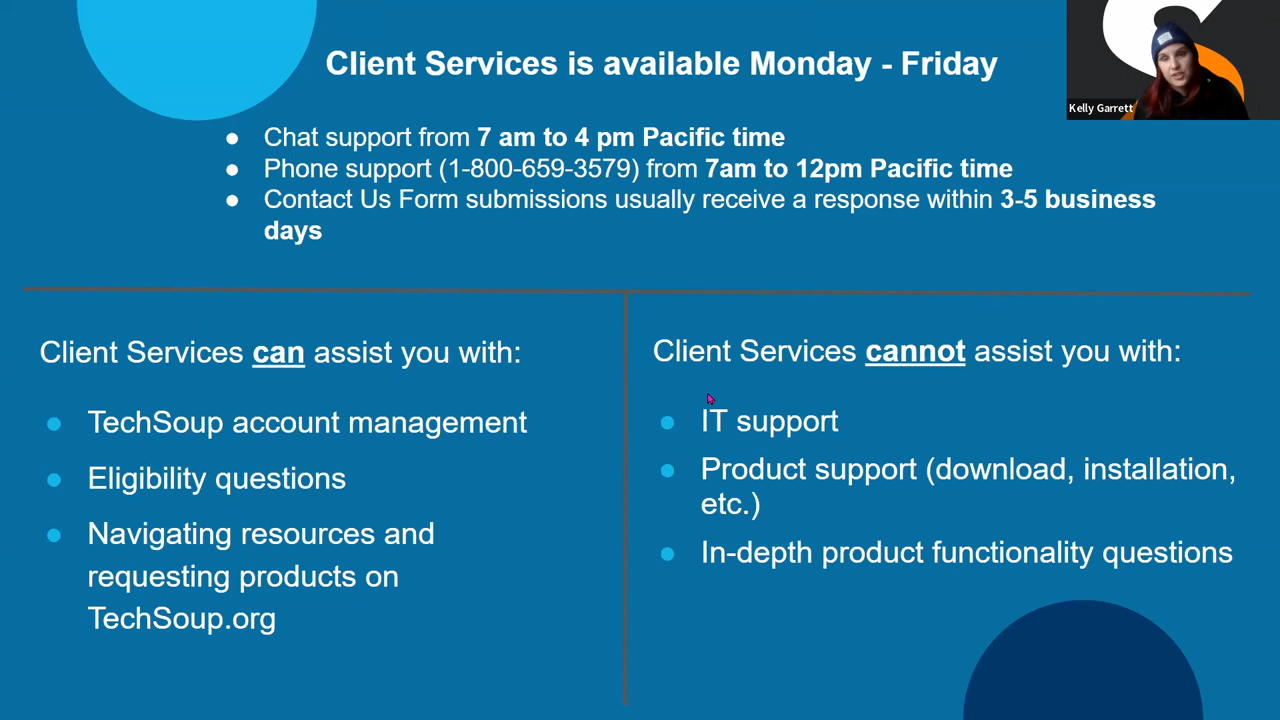 Client Services is available Monday - Friday
Kelly Garrett
● Chat support from 7 am to 4 pm Pacific time
● Phone support (1-800-659-3579) from 7am to 12pm Pacific time
● Contact Us Form submissions usually receive a response within 3-5 business
days
Client Services can assist you with:
● TechSoup account management
● Eligibility questions
● Navigating resources and
requesting products on
TechSoup.org
Client Services cannot assist you with:
● IT support
● Product support (download, installation,
etc.)
● In-depth product functionality questions